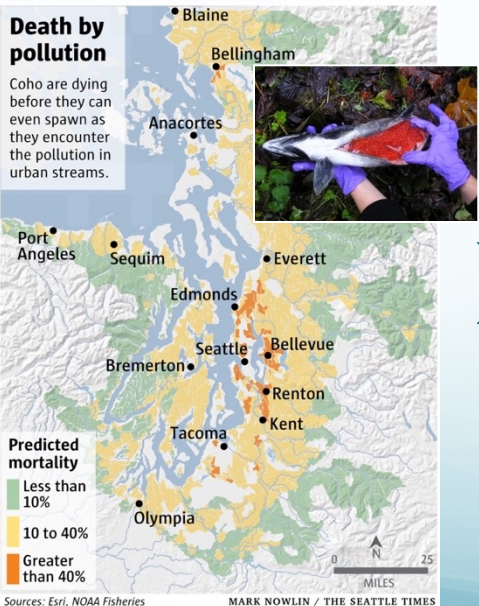 Death by
pollution
Coho are dying
before they can
even spawn as
they encounter
the pollution in
urban streams.
Blaine
Bellingham
Anacortes
Port
Angeles
Sequim
Everett
Edmonds
Seattle
Bellevue
Bremerton
Renton
Kent
Tacoma
Olympia
Predicted
mortality
Less than
10%
10 to 40%
Greater
than 40%
N
0 25
MILES
Sources: Esri, NOAA Fisheries
MARK NOWLIN / THE SEATTLE TIMES